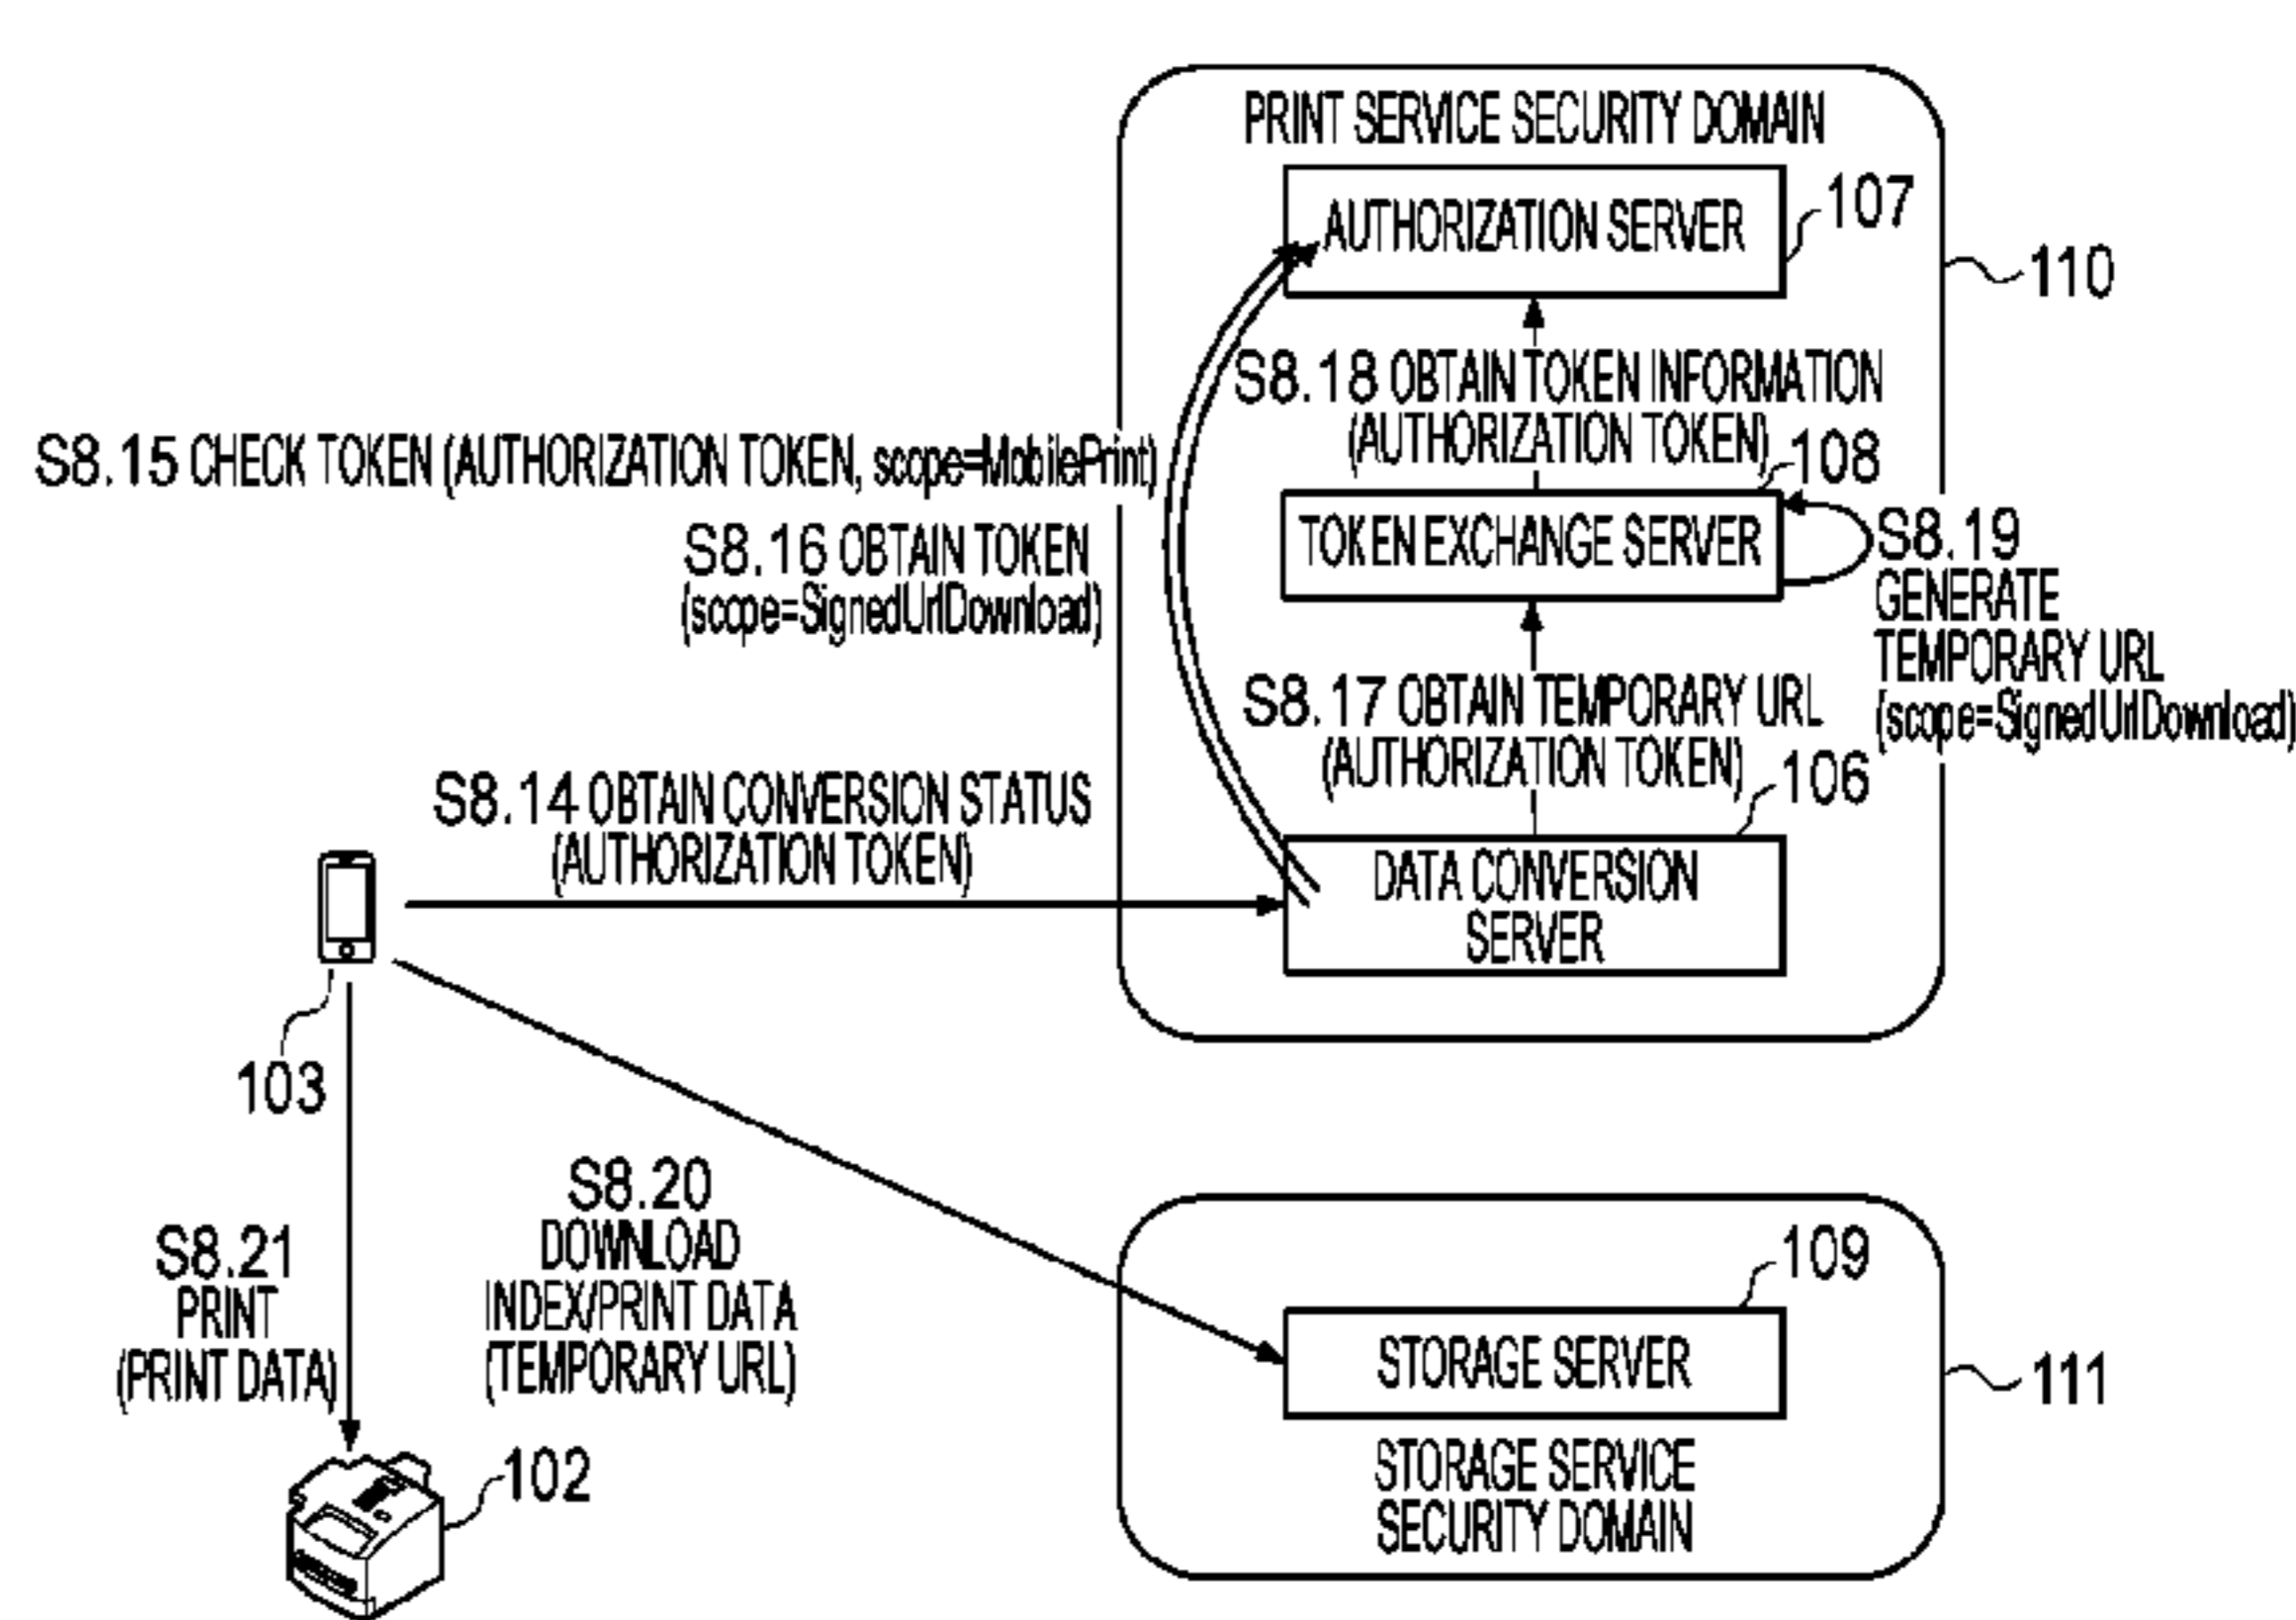 PRINT SERVICE SECURITY DOMAIN
AUTHORIZATION SERVER
107
110
S8.18 OBTAIN TOKEN INFORMATION
(AUTHORIZATION TOKEN)
108
S8.15 CHECK TOKEN (AUTHORIZATION TOKEN, scope=MobilePrint)
S8.16 OBTAIN TOKEN
(scope=SignedUrlDownload)
TOKEN EXCHANGE SERVER
S8.19
GENERATE
TEMPORARY URL
(scope=SignedUrlDownload)
S8.17 OBTAIN TEMPORARY URL
(AUTHORIZATION TOKEN)
106
S8.14 OBTAIN CONVERSION STATUS
(AUTHORIZATION TOKEN)
DATA CONVERSION
SERVER
103
S8.20
DOWNLOAD
INDEX/PRINT DATA
(TEMPORARY URL)
S8.21
PRINT
(PRINT DATA)
102
109
STORAGE SERVER
111
STORAGE SERVICE
SECURITY DOMAIN